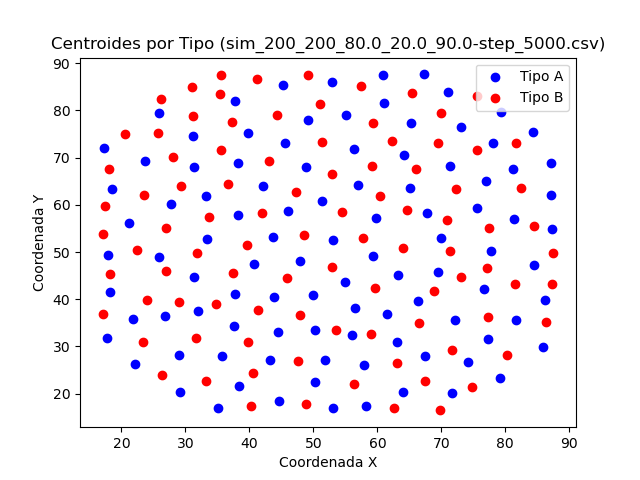 Centroides por Tipo (sim_200_200_80.0_20.0_90.0-step_5000.csv)
Tipo A
Tipo B
90
80
70
60
50
40
30
20
Coordenada Y
20 30 40 50 60 70 80 90
Coordenada X